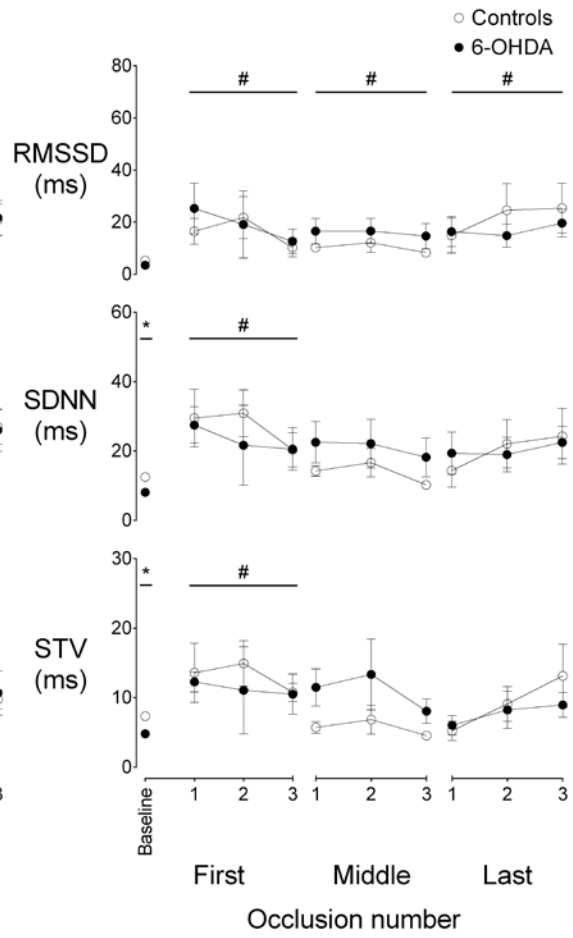 ○ Controls
● 6-OHDA
RMSSD
(ms)
80
60
40
20
0
# # #
SDNN
(ms)
60
40
20
0
* #
STV
(ms)
30
20
10
0
* #
3
Baseline
1 2 3 1 2 3 1 2 3
First Middle Last
Occlusion number